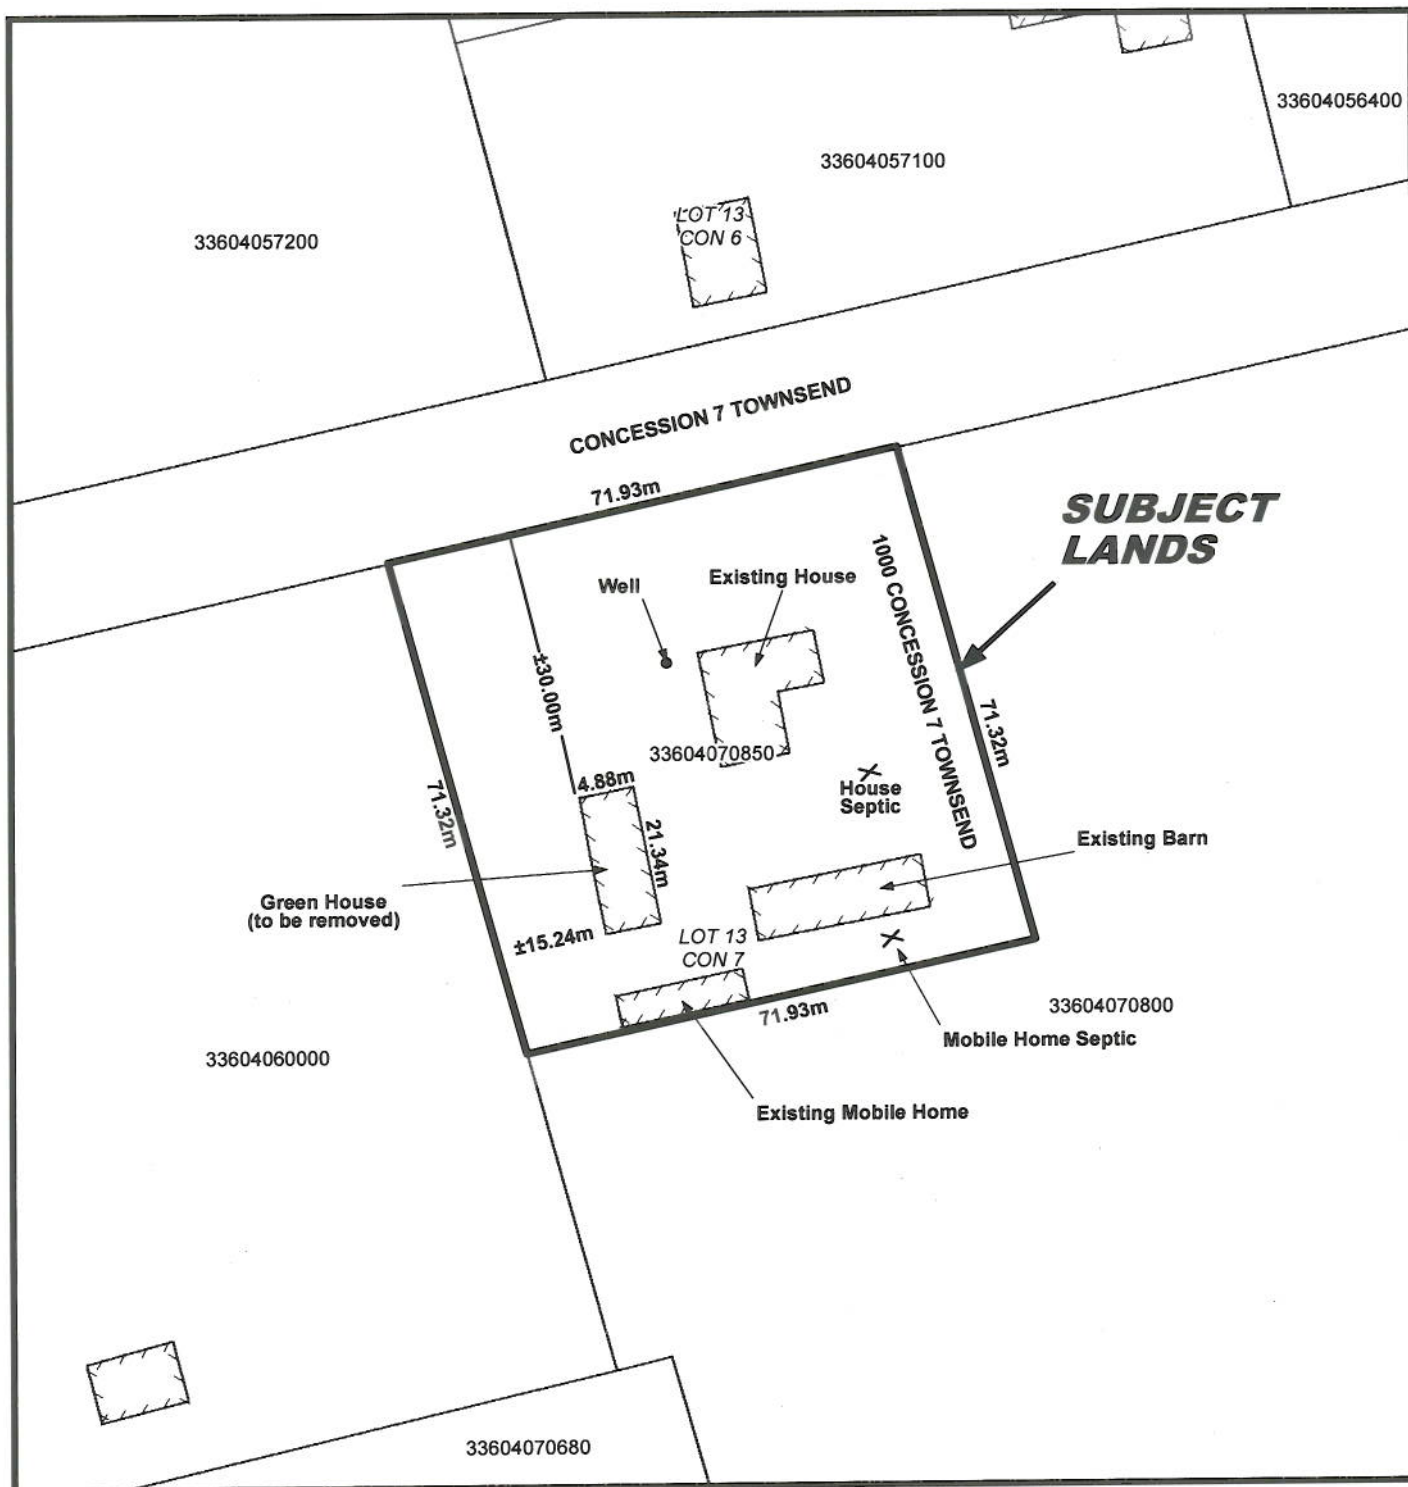 33604056400
33604057100
LOT 13
CON 6
33604057200
CONCESSION 7 TOWNSEND
71.93m
SUBJECT
LANDS
1000 CONCESSION 7 TOWNSEND
Existing House
Well
±30.00m
71.32m
33604070850
4.88m
House
Septic
71.32m
21.34m
Existing Barn
Green House
(to be removed)
±15.24m
LOT 13
CON 7
71.93m
33604070800
Mobile Home Septic
33604060000
Existing Mobile Home
33604070680